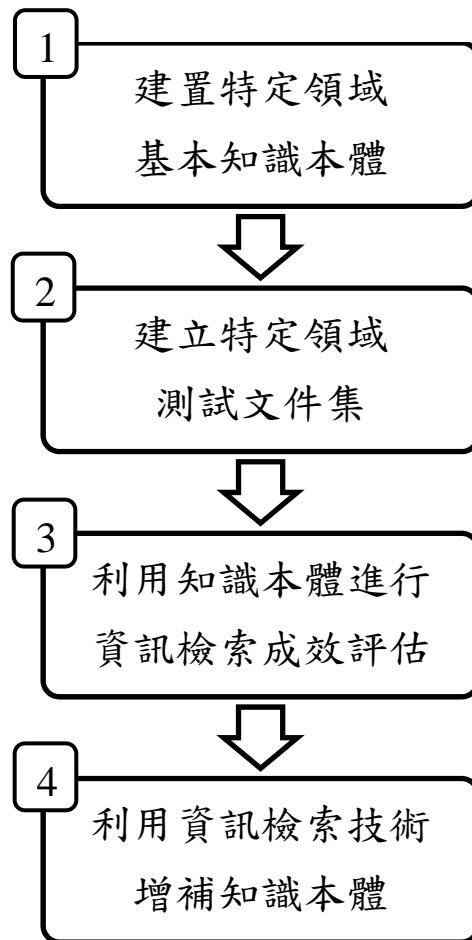 1
建置特定領域
基本知識本體
2
建立特定領域
測試文件集
3
利用知識本體進行
資訊檢索成效評估
4
利用資訊檢索技術
增補知識本體